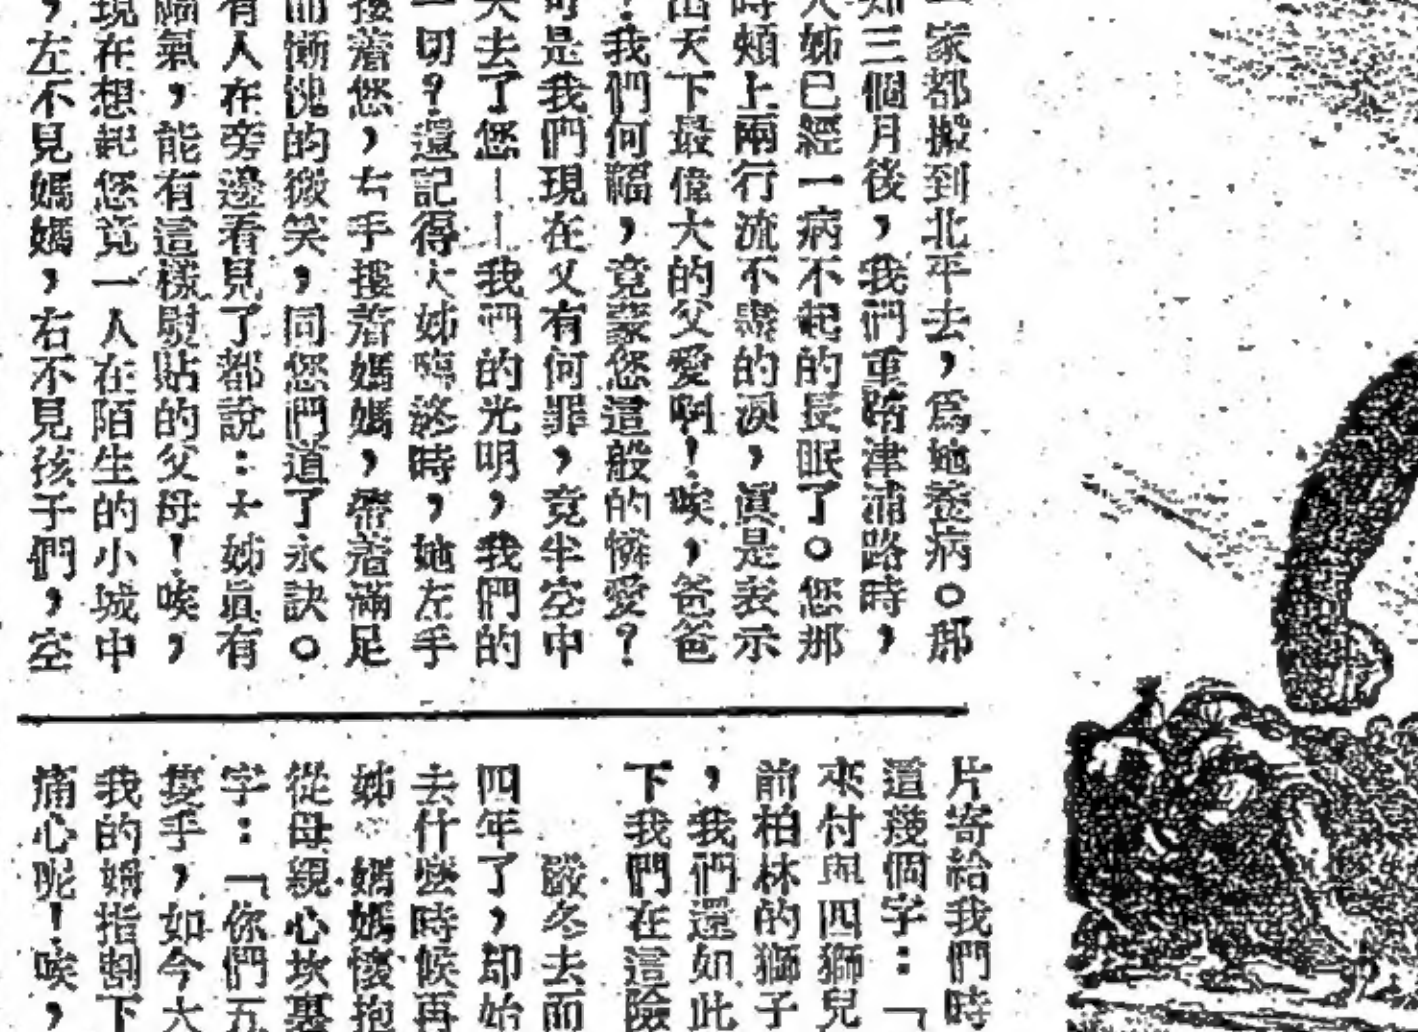 一家都搬到北平去，爲她養病。那
知三個月後，我們重踏津浦路時，
大姊已經一病不起的長眠了。您那
時頰上兩行流不盡的淚，眞是表示
出天下最偉大的父愛啊！唉，爸爸
？我們何福，竟蒙您這般的憐愛？
可是我們現在又有何罪，竟半空中
失去了您——我們的光明，我們的
一切？還記得大姊臨終時，她左手
摟着您，右手摟着媽媽，帶着滿足
而慚愧的微笑，同您們道了永訣。
有人在旁邊看見了都說：大姊眞有
福氣，能有這樣慰貼的父母！唉，
現在想起您竟一人在陌生的小城中
，左不見媽媽，右不見孩子們，空
片寄給我們時
這幾個字：「
來付與四獅兒
前柏林的獅子
，我們還如此
下我們在這險
嚴冬去而
四年了，却始
去什麼時候再
姊 媽媽懷抱
從母親心坎裏
字：「你們五
隻手，如今大
我的姆指割下
痛心呢！唉，